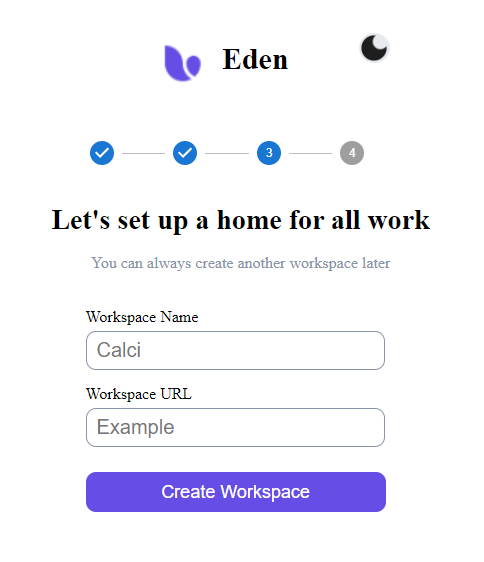 Eden
3 4
Let's set up a home for all work
You can always create another workspace later
Workspace Name
Calci
Workspace URL
Example
Create Workspace